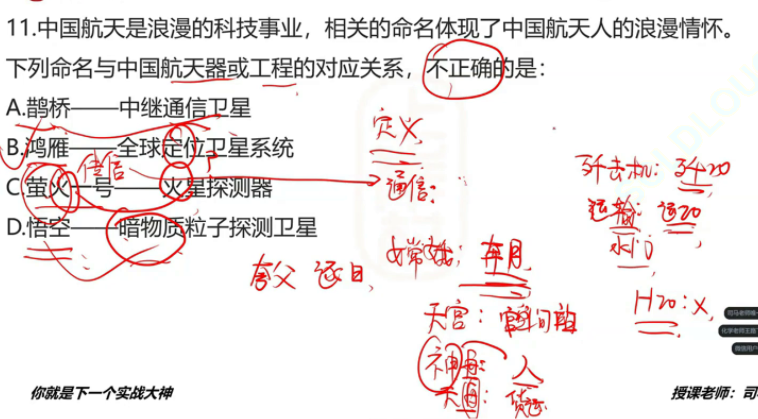 11.中国航天是浪漫的科技事业，相关的命名体现了中国航天人的浪漫情怀。
下列命名与中国航天器或工程的对应关系，不正确的是：
A.鹊桥——中继通信卫星
B.鸿雁——全球定位卫星系统
C.萤火一号——火星探测器
D.悟空——暗物质粒子探测卫星
定义
传信
通信：
歼击机：歼20
运输：运20
夸父 逐日
嫦娥：奔月
H20：X
天宫：
神舟：人
天舟：货运
你就是下一个实战大神
授课老师：司